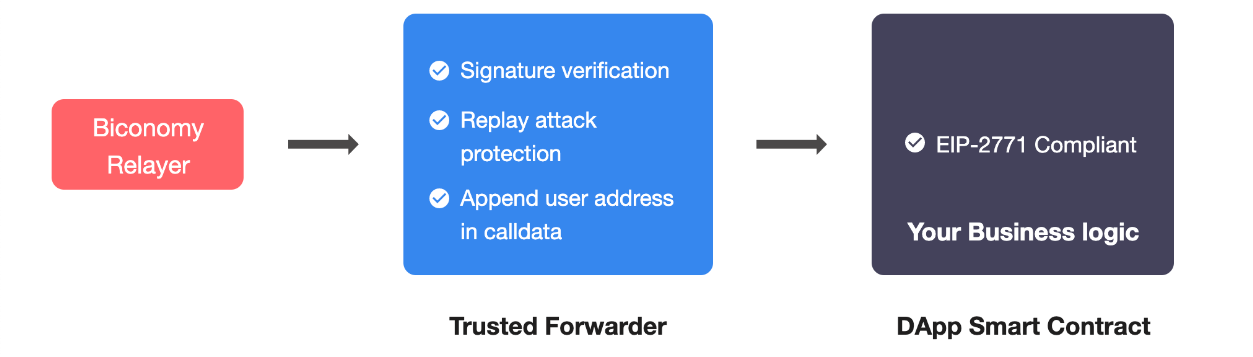 Biconomy
Relayer
Signature verification
Replay attack
protection
Append user address
in calldata
Trusted Forwarder
EIP-2771 Compliant
Your Business logic
DApp Smart Contract